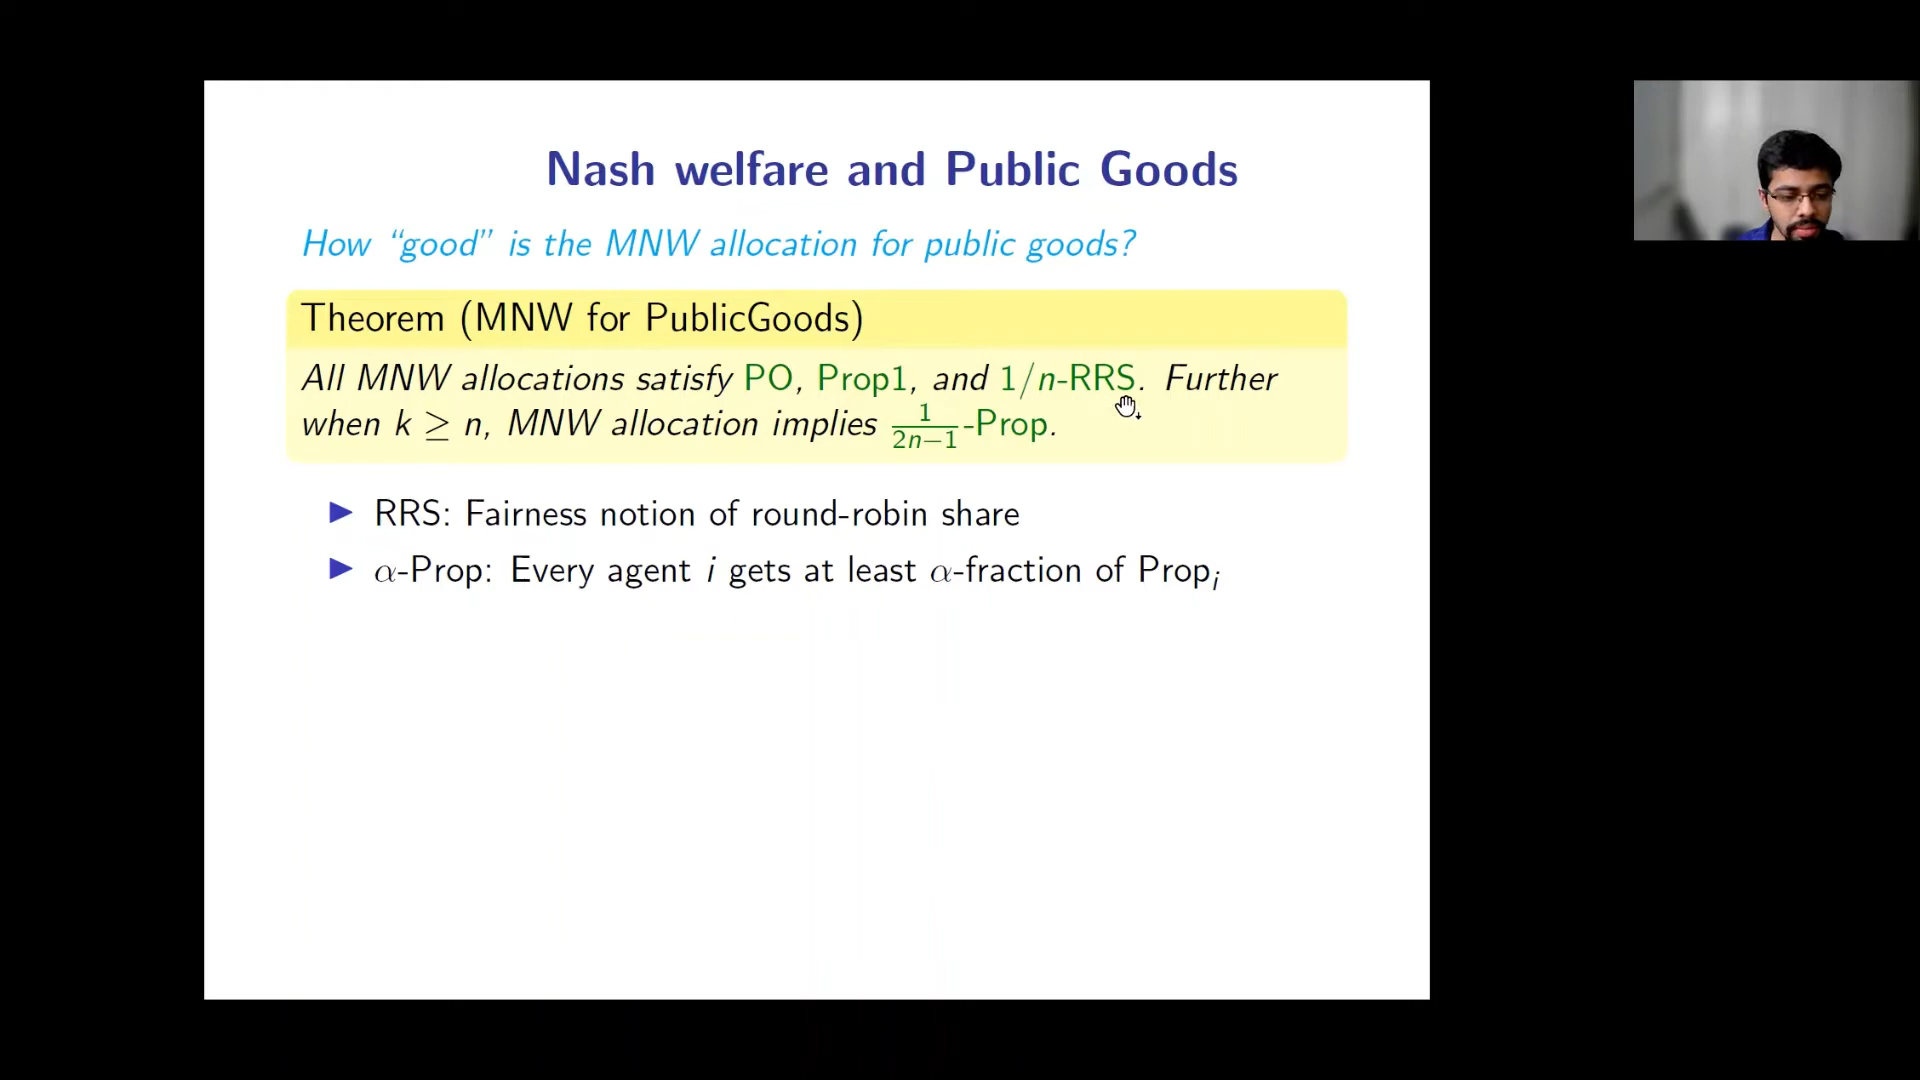 Nash welfare and Public Goods
How “good” is the MNW allocation for public goods?
Theorem (MNW for PublicGoods)
All MNW allocations satisfy PO, Prop1, and 1/n-RRS. Further
when k ≥ n, MNW allocation implies 1/(2n−1)-Prop.
▶ RRS: Fairness notion of round-robin share
▶ α-Prop: Every agent i gets at least α-fraction of Propᵢ